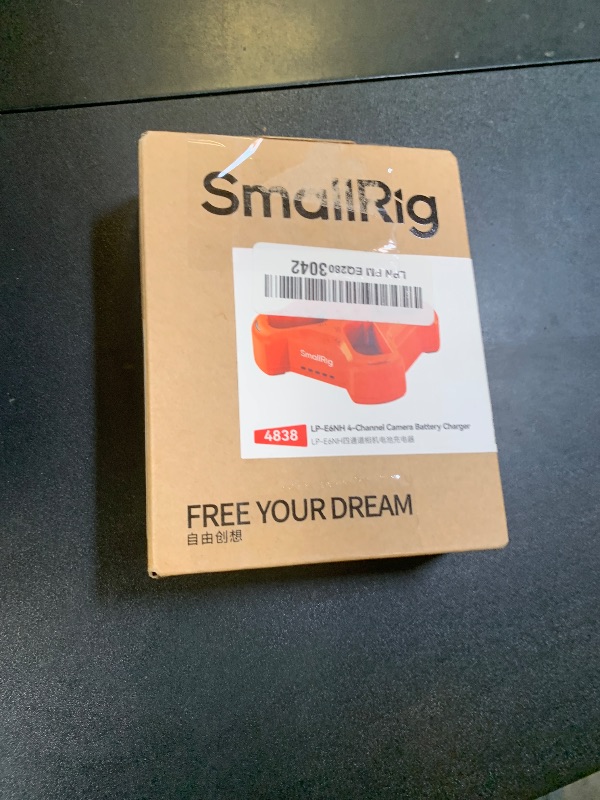 SmallRig
LPN PM EQ280 3042
SmallRig
4838
LP-E6NH 4-Channel Camera Battery Charger
LP-E6NH四通道相机电池充电器
FREE YOUR DREAM
自由创想